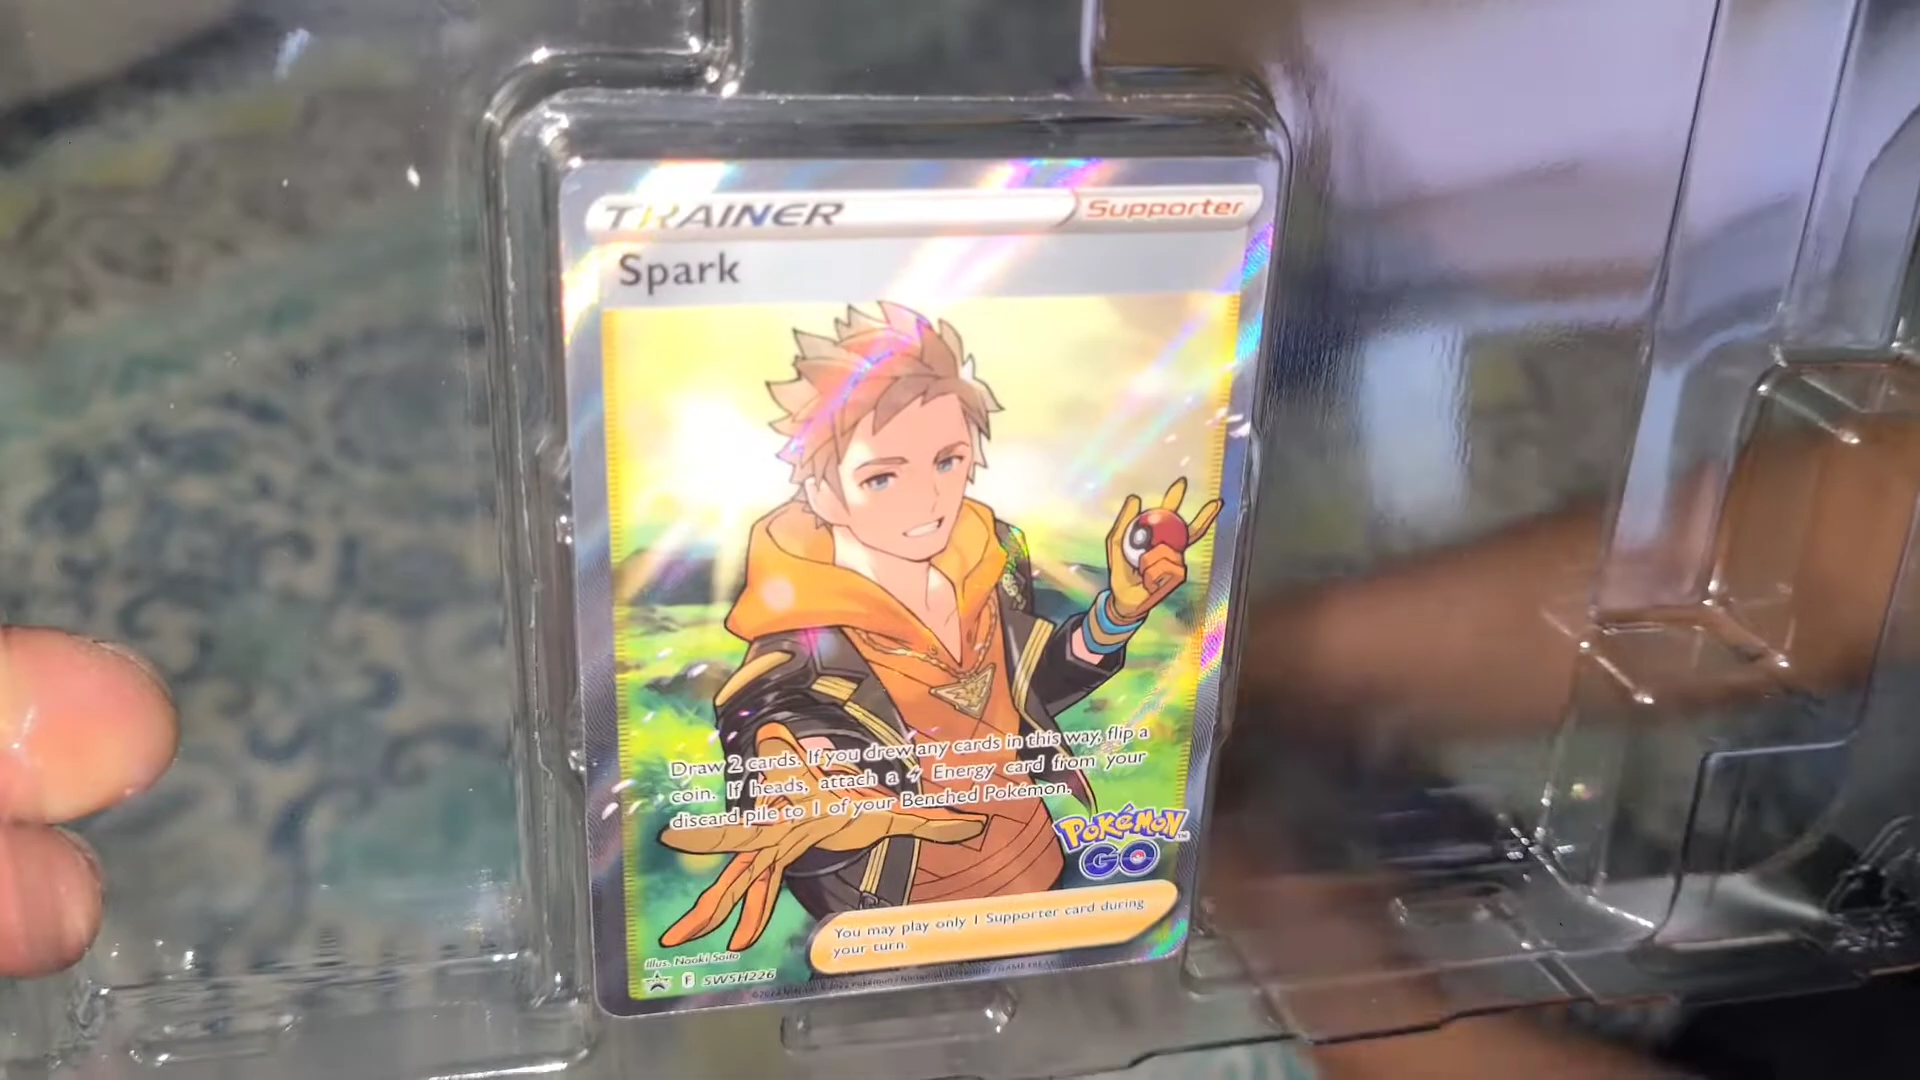 TRAINER
Supporter
Spark
Draw 2 cards. If you drew any cards in this way, flip a
coin. If heads, attach a Energy card from your
discard pile to 1 of your Benched Pokémon.
POKéMON
GO
You may play only 1 Supporter card during
your turn.
Illus. Naoki Saito
F SWSH226